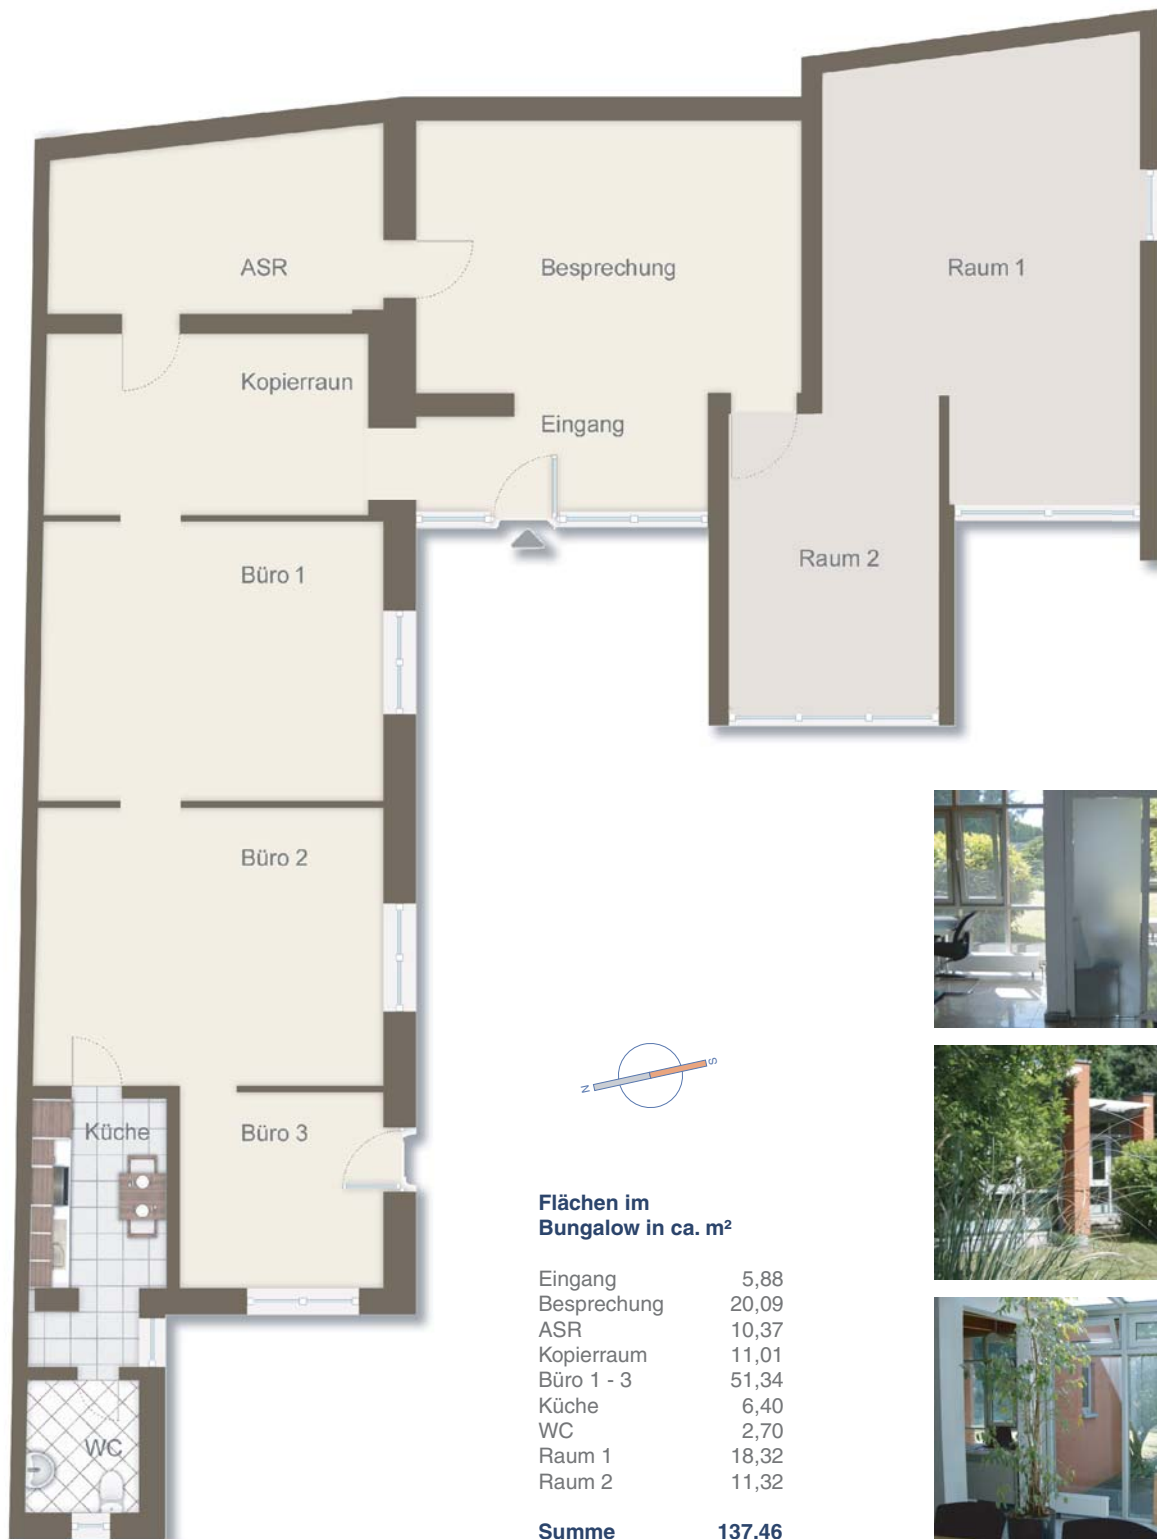 ASR
Besprechung
Raum 1
Kopierraun
Eingang
Raum 2
Büro 1
Büro 2
N
S
Küche
Büro 3
WC
Flächen im
Bungalow in ca. m²
Eingang 5,88
Besprechung 20,09
ASR 10,37
Kopierraum 11,01
Büro 1 - 3 51,34
Küche 6,40
WC 2,70
Raum 1 18,32
Raum 2 11,32
Summe 137,46